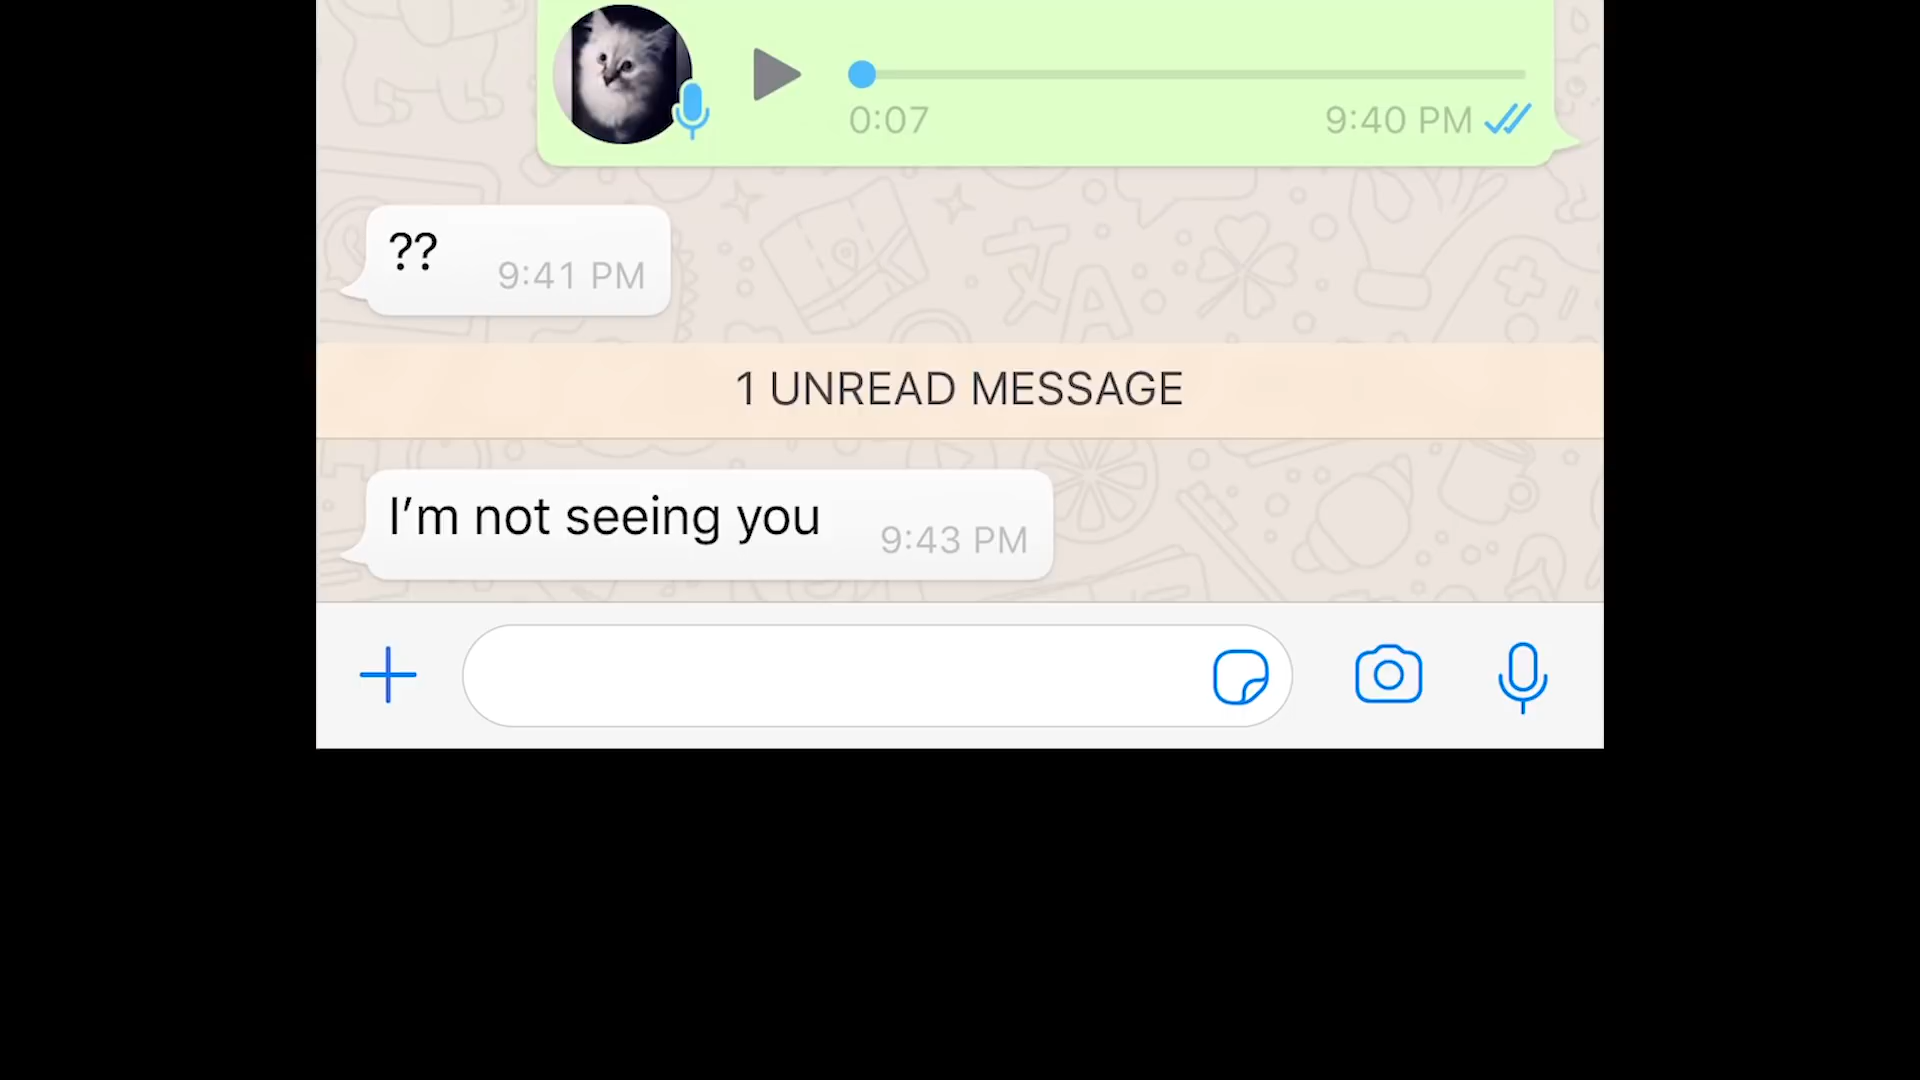 0:07 9:40 PM
??
9:41 PM
1 UNREAD MESSAGE
I’m not seeing you
9:43 PM